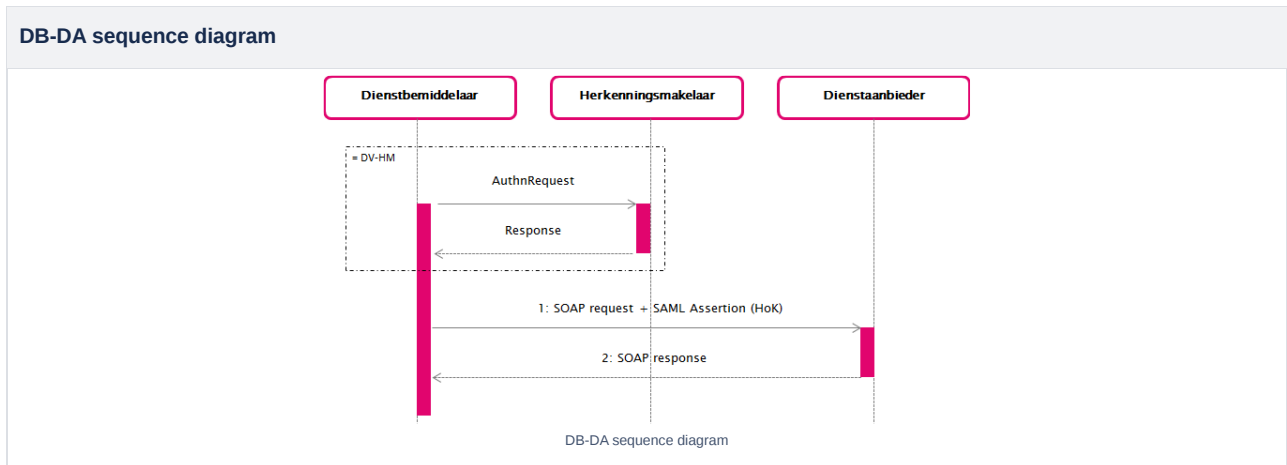 DB-DA sequence diagram
Dienstbemiddelaar
Herkenningsmakelaar
Dienstaanbieder
= DV-HM
AuthnRequest
Response
1: SOAP request + SAML Assertion (HoK)
2: SOAP response
DB-DA sequence diagram